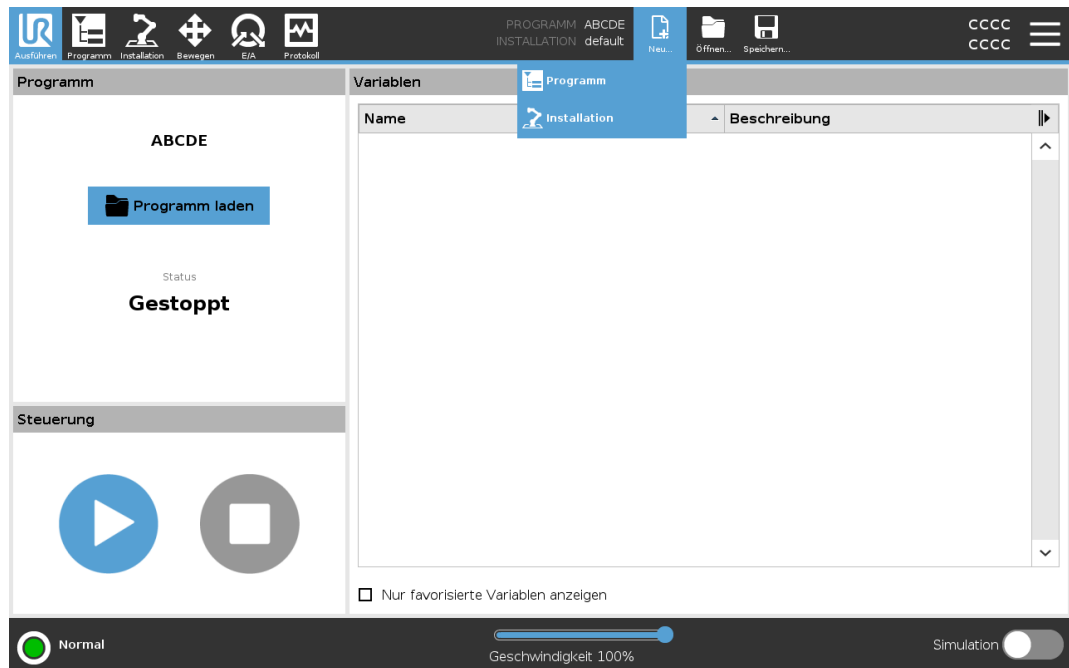 UR
Ausführen
Programm
Installation
Bewegen
E/A
Protokoll
PROGRAMM ABCDE
INSTALLATION default
Neu...
Öffnen...
Speichern...
CCCC
CCCC
Programm
Installation
Programm
ABCDE
Programm laden
Status
Gestoppt
Steuerung
Variablen
Name
Beschreibung
Nur favorisierte Variablen anzeigen
Normal
Geschwindigkeit 100%
Simulation